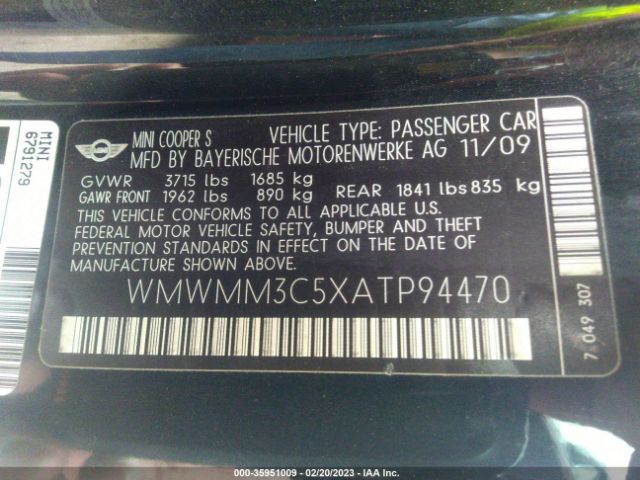 MINI COOPER S VEHICLE TYPE: PASSENGER CAR
MFD BY BAYERISCHE MOTORENWERKE AG 11/09
GVWR 3715 lbs 1685 kg
GAWR FRONT 1962 lbs 890 kg REAR 1841 lbs 835 kg
THIS VEHICLE CONFORMS TO ALL APPLICABLE U.S.
FEDERAL MOTOR VEHICLE SAFETY, BUMPER AND THEFT
PREVENTION STANDARDS IN EFFECT ON THE DATE OF
MANUFACTURE SHOWN ABOVE.
WMWMM3C5XATP94470
MINI
6791279
049 307
000-35951009 - 02/20/2023 - IAA Inc.